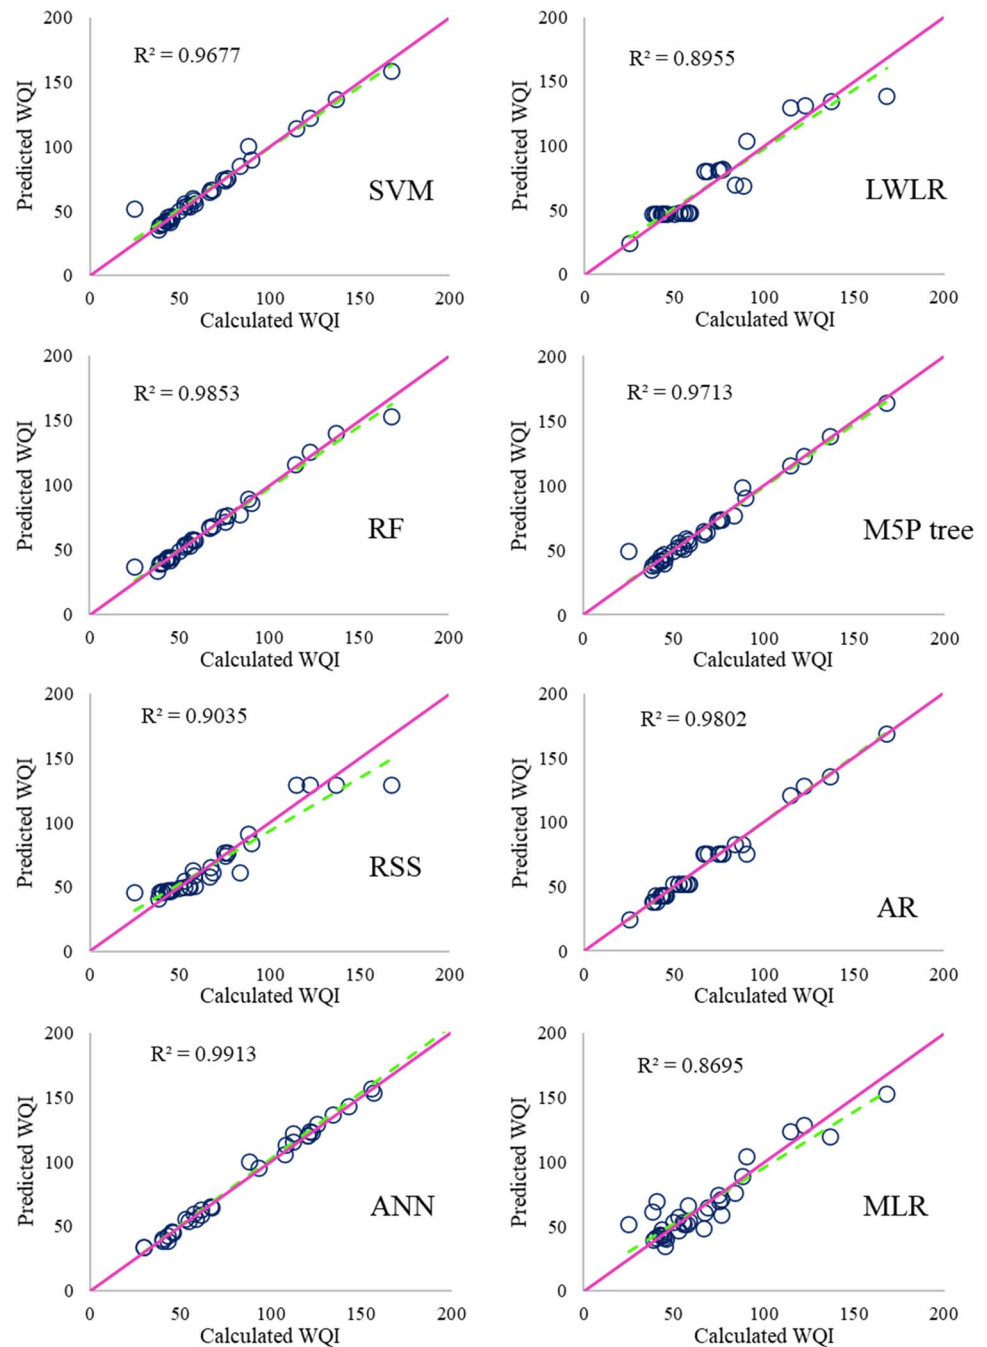 200
150
100
50
0
Predicted WQI
R² = 0.9677
SVM
0 50 100 150 200
Calculated WQI
200
150
100
50
0
Predicted WQI
R² = 0.8955
LWLR
0 50 100 150 200
Calculated WQI
200
150
100
50
0
Predicted WQI
R² = 0.9853
RF
0 50 100 150 200
Calculated WQI
200
150
100
50
0
Predicted WQI
R² = 0.9713
M5P tree
0 50 100 150 200
Calculated WQI
200
150
100
50
0
Predicted WQI
R² = 0.9035
RSS
0 50 100 150 200
Calculated WQI
200
150
100
50
0
Predicted WQI
R² = 0.9802
AR
0 50 100 150 200
Calculated WQI
200
150
100
50
0
Predicted WQI
R² = 0.9913
ANN
0 50 100 150 200
Calculated WQI
200
150
100
50
0
Predicted WQI
R² = 0.8695
MLR
0 50 100 150 200
Calculated WQI